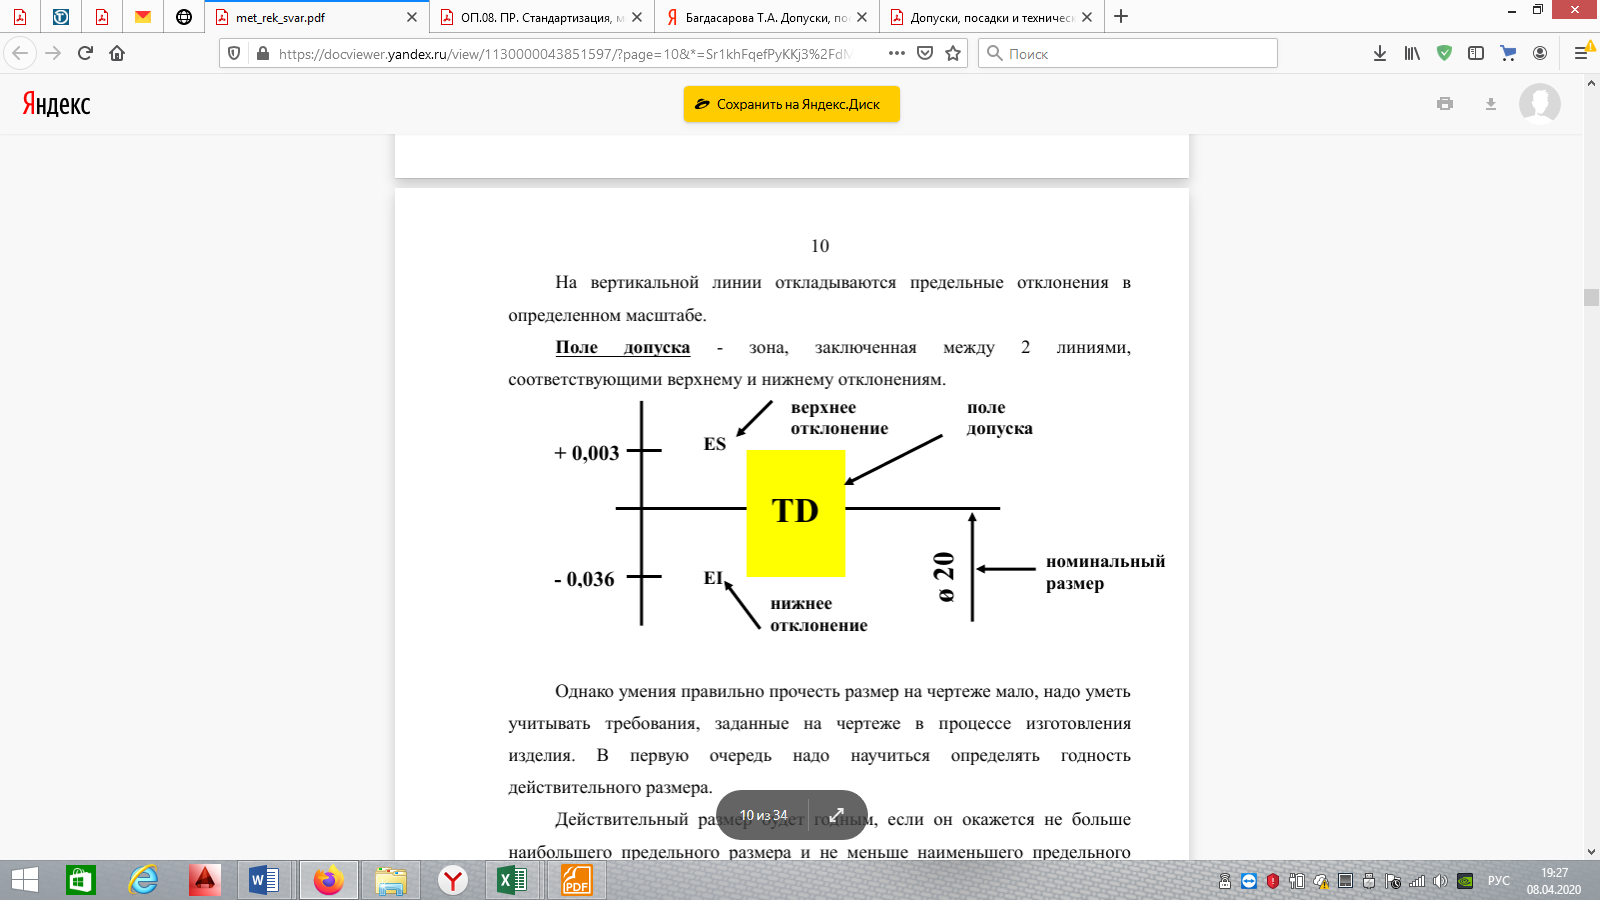 met_rek_svar.pdf
ОП.08. ПР. Стандартизация, м
Багдасарова Т.А. Допуски, пос
Допуски, посадки и техническ
https://docviewer.yandex.ru/view/1130000043851597/?page=10&*=Sr1khFqefPyKKj3%2FdM
Поиск
Яндекс
Сохранить на Яндекс.Диск
10
На вертикальной линии откладываются предельные отклонения в
определенном масштабе.
Поле допуска - зона, заключенная между 2 линиями,
соответствующими верхнему и нижнему отклонениям.
верхнее
отклонение
поле
допуска
ES
+ 0,003
TD
ø 20
номинальный
размер
- 0,036
EI
нижнее
отклонение
Однако умения правильно прочесть размер на чертеже мало, надо уметь
учитывать требования, заданные на чертеже в процессе изготовления
изделия. В первую очередь надо научиться определять годность
действительного размера.
10 из 34
Действительный размер будет годным, если он окажется не больше
наибольшего предельного размера и не меньше наименьшего предельного
PDF
РУС
19:27
08.04.2020